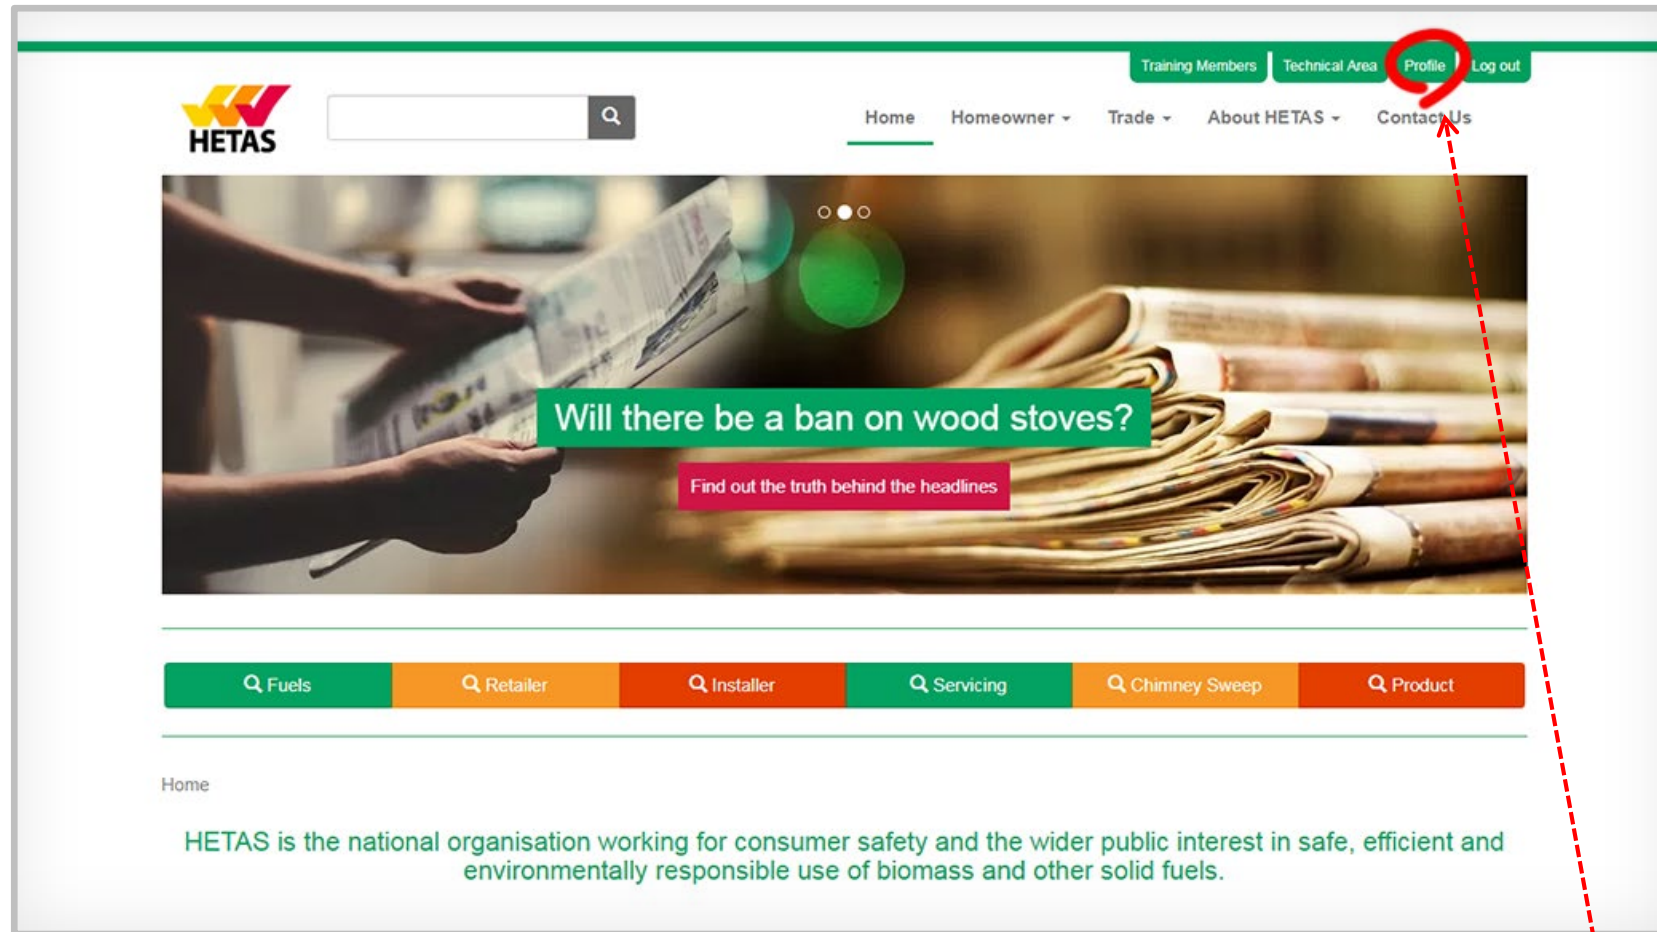 Training Members Technical Area Profile Log out
HETAS
Home Homeowner Trade About HETAS Contact Us
Will there be a ban on wood stoves?
Find out the truth behind the headlines
Fuels Retailer Installer Servicing Chimney Sweep Product
Home
HETAS is the national organisation working for consumer safety and the wider public interest in safe, efficient and
environmentally responsible use of biomass and other solid fuels.